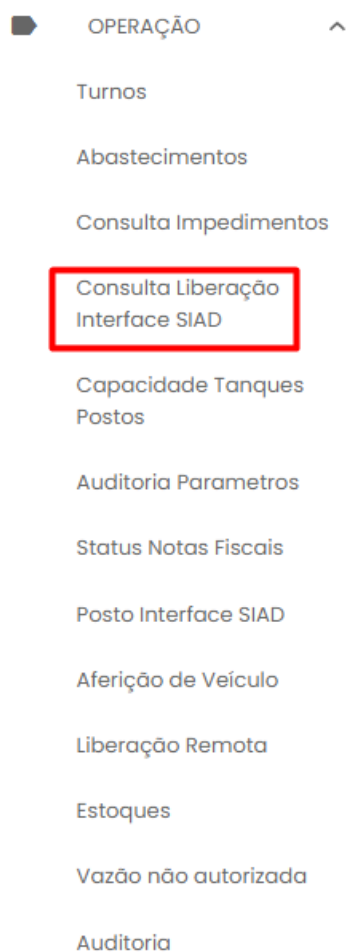 OPERAÇÃO
Turnos
Abastecimentos
Consulta Impedimentos
Consulta Liberação
Interface SIAD
Capacidade Tanques
Postos
Auditoria Parametros
Status Notas Fiscais
Posto Interface SIAD
Aferição de Veículo
Liberação Remota
Estoques
Vazão não autorizada
Auditoria